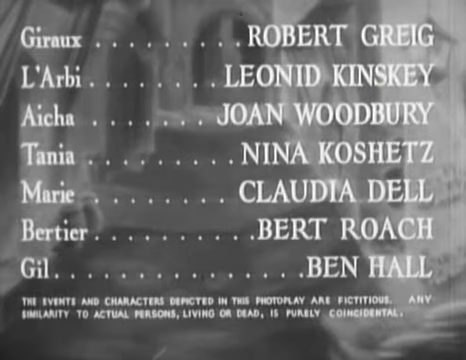 Giraux . . . . . . . . . ROBERT GREIG
L'Arbi . . . . . . . . LEONID KINSKEY
Aicha . . . . . . . JOAN WOODBURY
Tania . . . . . . . . . NINA KOSHETZ
Marie . . . . . . . . CLAUDIA DELL
Bertier . . . . . . . . . . BERT ROACH
Gil. . . . . . . . . . . . . . . BEN HALL
THE EVENTS AND CHARACTERS DEPICTED IN THIS PHOTOPLAY ARE FICTITIOUS. ANY
SIMILARITY TO ACTUAL PERSONS, LIVING OR DEAD, IS PURELY COINCIDENTAL.